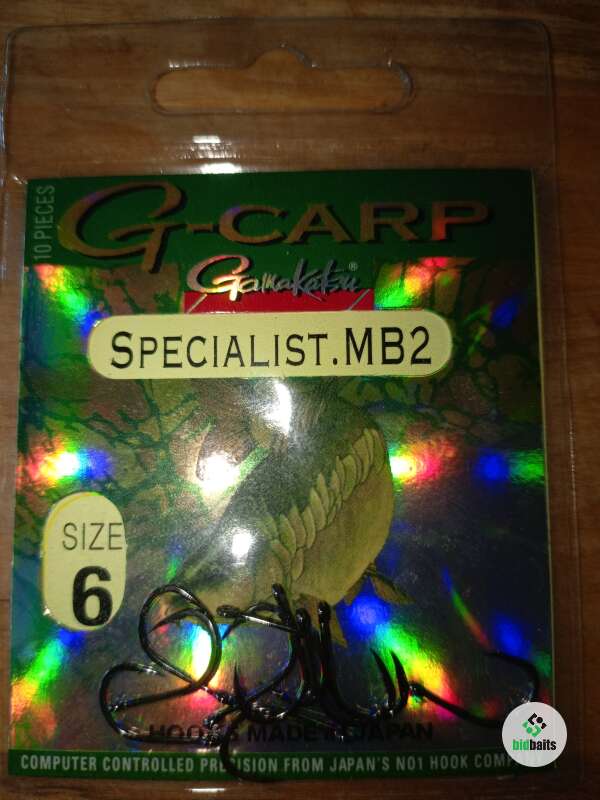 10 PIECES
G-CARP
Gamakatsu®
SPECIALIST.MB2
SIZE
6
HOOKS MADE IN JAPAN
COMPUTER CONTROLLED PRECISION FROM JAPAN'S NO1 HOOK COMPANY
bidbaits